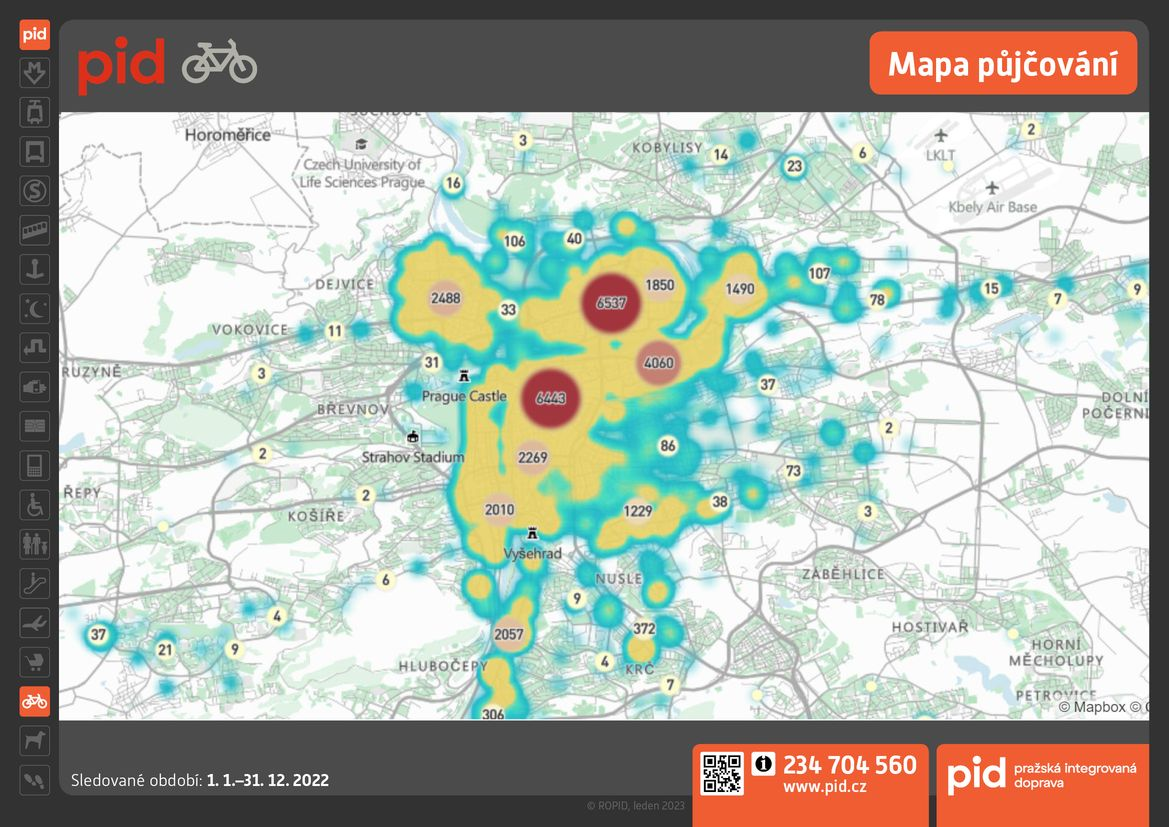 pid
pid
Mapa půjčování
SUCHDOL
Horoměřice
3
KOBYLISY
14
2
LKLT
Czech University of
Life Sciences Prague
16
23
6
Kbely Air Base
106
40
DEJVICE
2488
33
6537
1850
1490
107
78
15
7
9
VOKOVICE
11
31
4060
RUZYNĚ
3
Prague Castle
6443
37
BŘEVNOV
DOLNÍ
POČERNI
Strahov Stadium
2
2269
86
2
73
ŘEPY
2
KOŠÍŘE
2010
1229
38
3
Vyšehrad
6
NUSLE
ZÁBĚHLICE
9
4
37
21
9
2057
372
HOSTIVAŘ
HLUBOČEPY
4
KRČ
7
HORNÍ
MĚCHOLUPY
PETROVICE
306
© Mapbox ©
Sledované období: 1. 1.–31. 12. 2022
234 704 560
www.pid.cz
pid pražská integrovaná
doprava
© ROPID, leden 2023